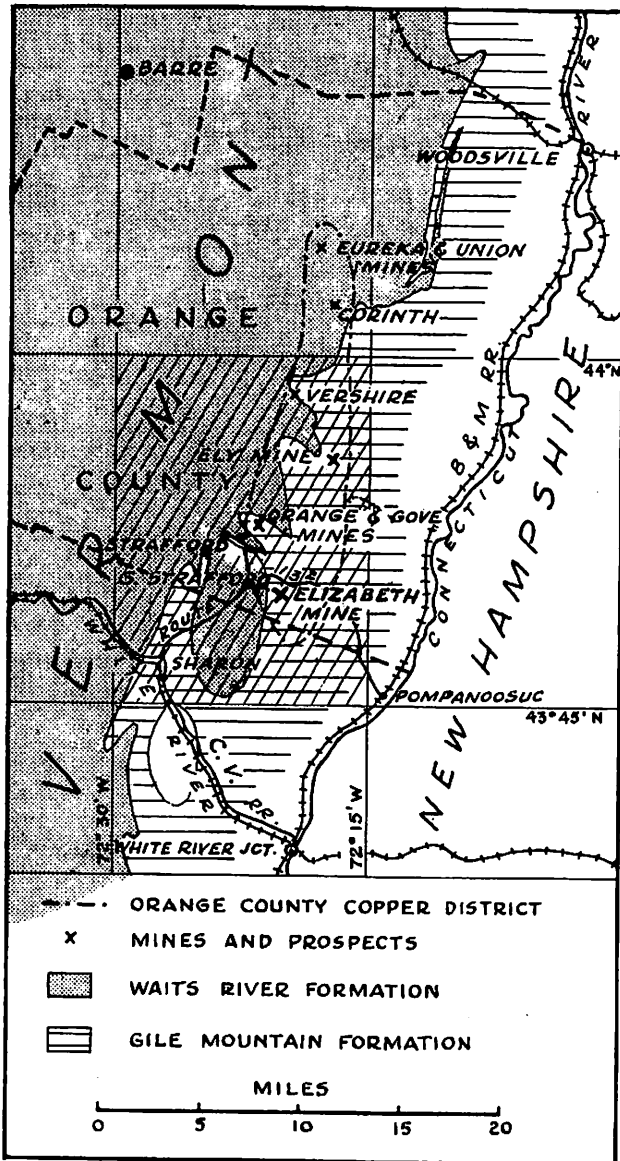 BARRE
RIVER
WOODSVILLE
EUREKA & UNION
MINES
ORANGE
CORINTH
44°N
VERSHIRE
ELY MINE
COUNTY
B & M RR.
CONNECTICUT
NEW HAMPSHIRE
VERMONT
ORANGE & GOVE
MINES
STRAFFORD
S. STRAFFORD
132
ELIZABETH
MINE
ROUTE
WHITE
RIVER
SHARON
POMPANOOSUC
43°45' N
C. V. RR.
72° 30' W
72° 15' W
WHITE RIVER JCT.
ORANGE COUNTY COPPER DISTRICT
x MINES AND PROSPECTS
WAITS RIVER FORMATION
GILE MOUNTAIN FORMATION
MILES
0 5 10 15 20